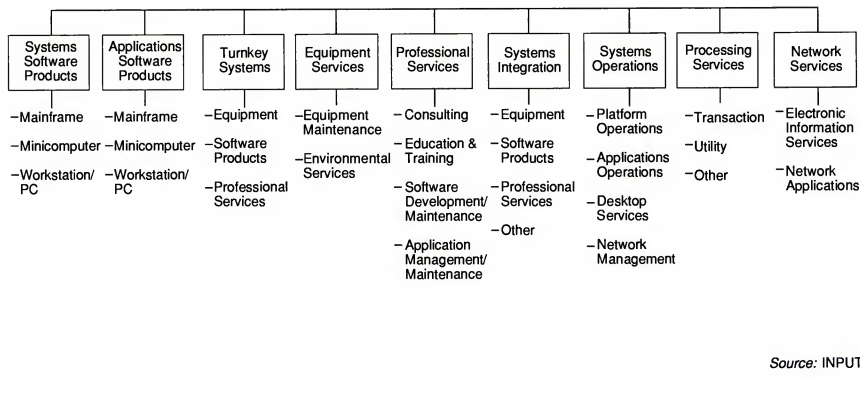 Systems
Software
Products
–Mainframe
–Minicomputer
–Workstation/
PC
Applications
Software
Products
–Mainframe
–Minicomputer
–Workstation/
PC
Turnkey
Systems
–Equipment
–Software
Products
–Professional
Services
Equipment
Services
–Equipment
Maintenance
–Environmental
Services
Professional
Services
–Consulting
–Education &
Training
–Software
Development/
Maintenance
–Application
Management/
Maintenance
Systems
Integration
–Equipment
–Software
Products
–Professional
Services
–Other
Systems
Operations
–Platform
Operations
–Applications
Operations
–Desktop
Services
–Network
Management
Processing
Services
–Transaction
–Utility
–Other
Network
Services
–Electronic
Information
Services
–Network
Applications
Source: INPUT